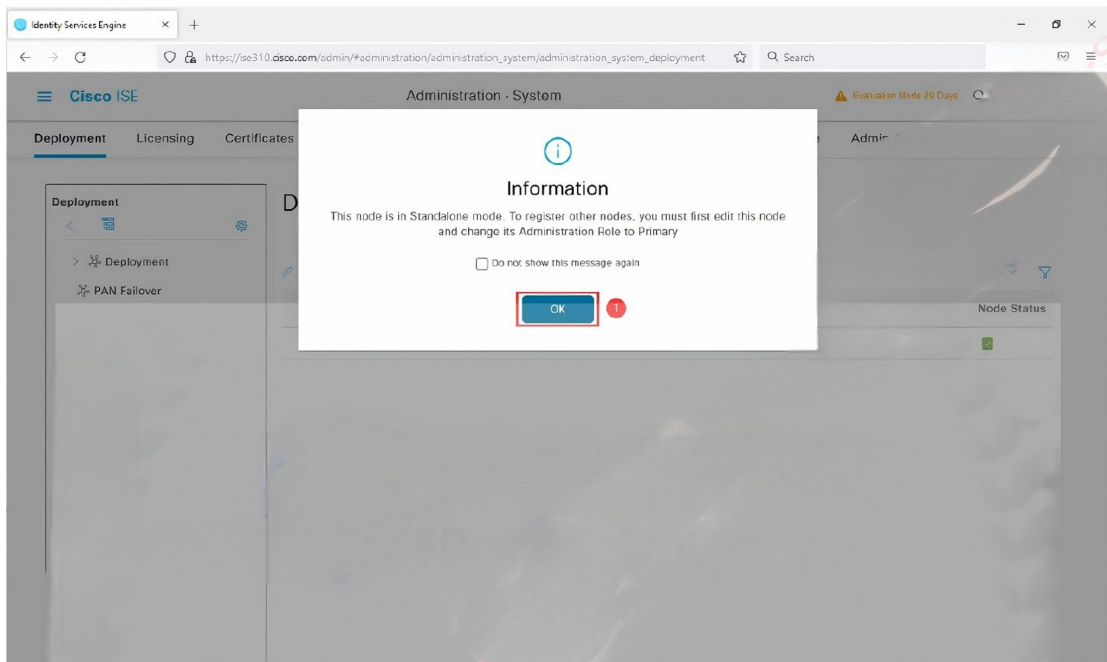 Identity Services Engine
https://ise310.cisco.com/admin/#administration/administration_system/administration_system_deployment
Search
Cisco ISE
Administration · System
Evaluation Mode 89 Days
Deployment Licensing Certificates
Deployment
Deployment
PAN Failover
D
Information
This node is in Standalone mode. To register other nodes, you must first edit this node
and change its Administration Role to Primary
Do not show this message again
OK
1
Node Status